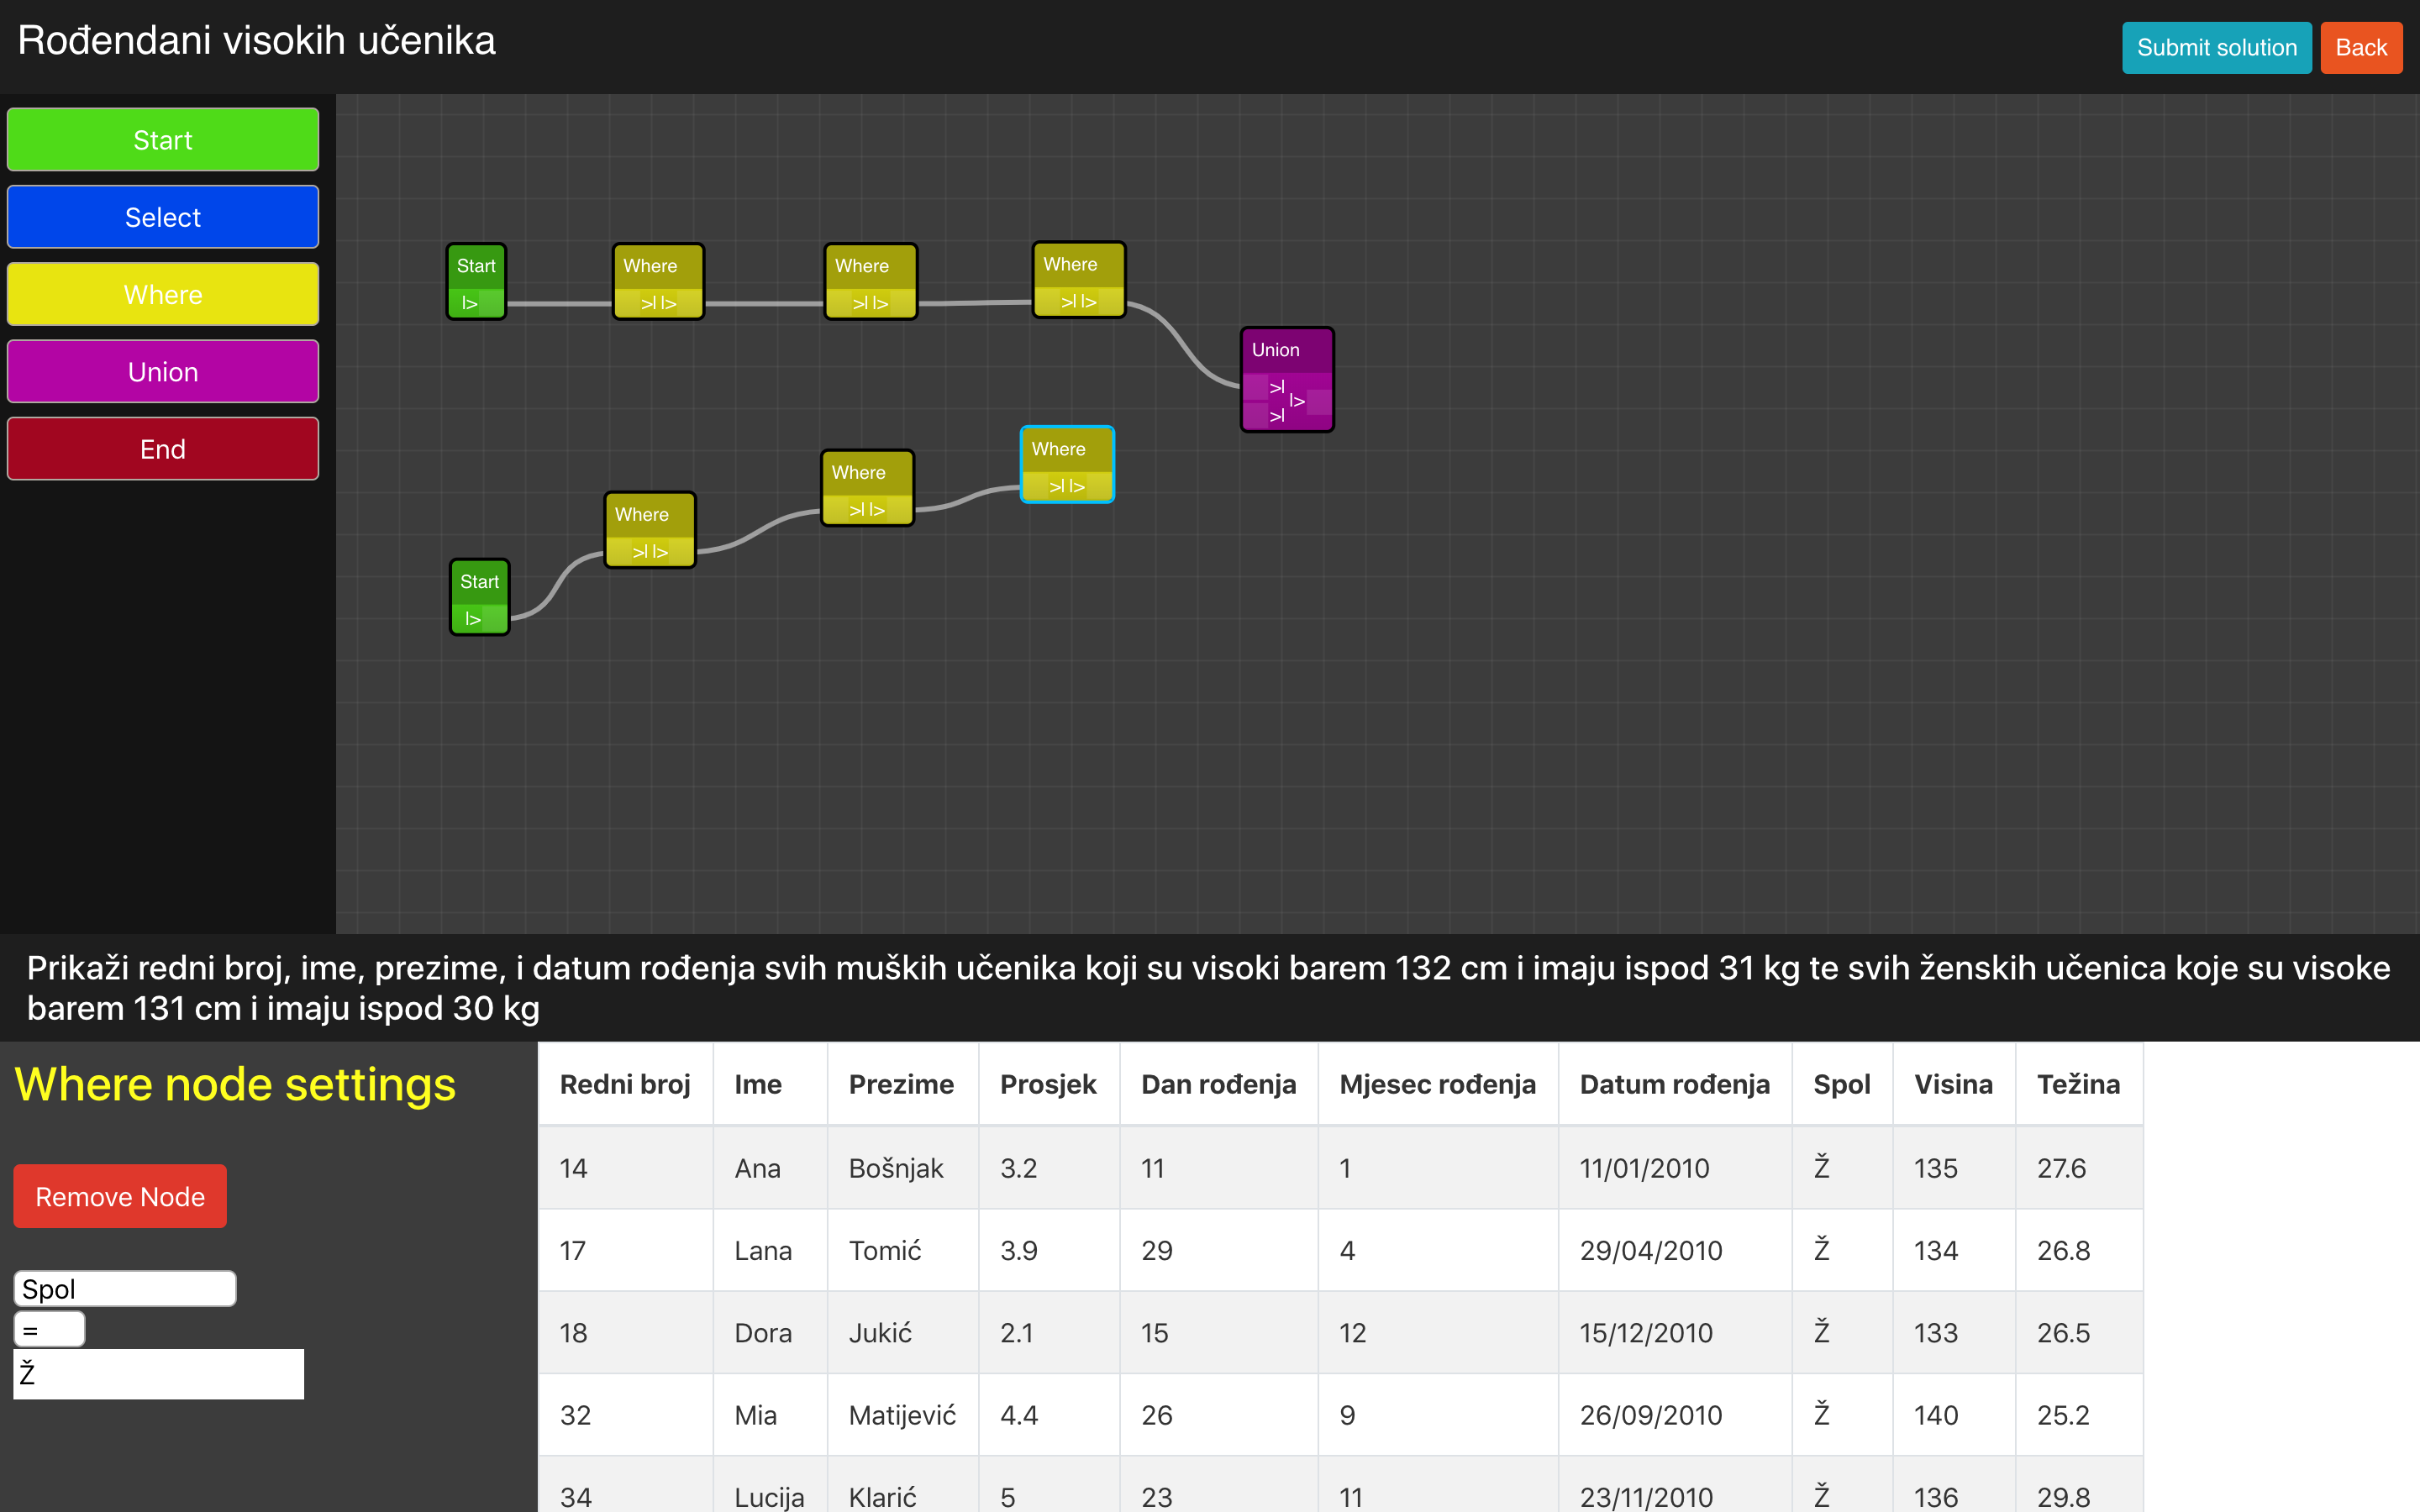 Rođendani visokih učenika
Submit solution
Back
Start
Select
Where
Union
End
Start
|>
Where
>| |>
Where
>| |>
Where
>| |>
Union
>|
|>
>|
Where
>| |>
Where
>| |>
Where
>| |>
Start
|>
Prikaži redni broj, ime, prezime, i datum rođenja svih muških učenika koji su visoki barem 132 cm i imaju ispod 31 kg te svih ženskih učenica koje su visoke
barem 131 cm i imaju ispod 30 kg
Where node settings
Remove Node
Spol
=
Ž
Redni broj Ime Prezime Prosjek Dan rođenja Mjesec rođenja Datum rođenja Spol Visina Težina
14 Ana Bošnjak 3.2 11 1 11/01/2010 Ž 135 27.6
17 Lana Tomić 3.9 29 4 29/04/2010 Ž 134 26.8
18 Dora Jukić 2.1 15 12 15/12/2010 Ž 133 26.5
32 Mia Matijević 4.4 26 9 26/09/2010 Ž 140 25.2
34 Lucija Klarić 5 23 11 23/11/2010 Ž 136 29.8